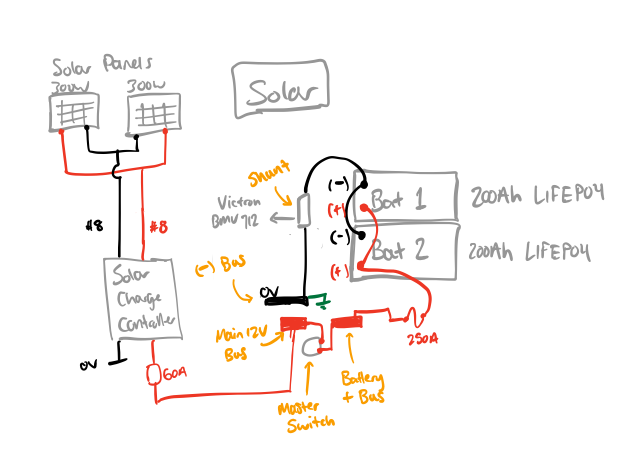 Solar Panels
300W
300W
Solar
Shunt
Victron
BMV 712
(-)
(+)
(-)
(+)
Bat 1
Bat 2
200Ah LiFEPO4
200Ah LiFEPO4
#8
#8
Solar
Charge
Controller
(-) Bus
0V
Main 12V
Bus
250A
0V
60A
Master
Switch
Battery
+ Bus